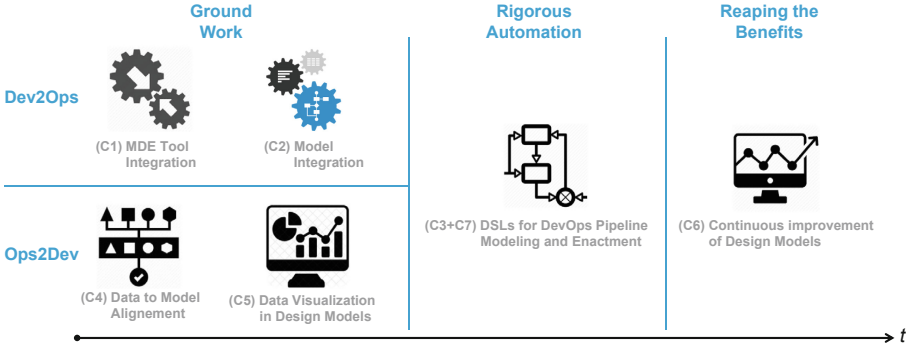 Ground
Work
Rigorous
Automation
Reaping the
Benefits
Dev2Ops
(C1) MDE Tool
Integration
(C2) Model
Integration
(C3+C7) DSLs for DevOps Pipeline
Modeling and Enactment
(C6) Continuous improvement
of Design Models
Ops2Dev
(C4) Data to Model
Alignement
(C5) Data Visualization
in Design Models
t